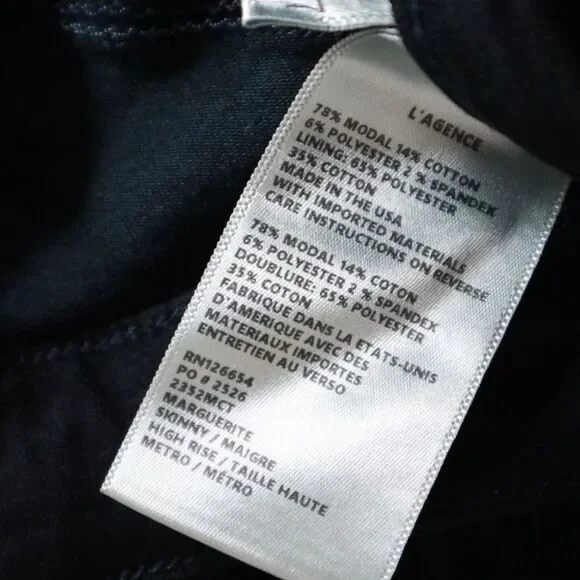 L'AGENCE
78% MODAL 14% COTTON
6% POLYESTER 2 % SPANDEX
LINING: 65% POLYESTER
35% COTTON
MADE IN THE USA
WITH IMPORTED MATERIALS
CARE INSTRUCTIONS ON REVERSE
78% MODAL 14% COTON
6% POLYESTER 2 % SPANDEX
DOUBLURE: 65% POLYESTER
35% COTON
FABRIQUE DANS LA ETATS-UNIS
D'AMERIQUE AVEC DES
MATERIAUX IMPORTES
ENTRETIEN AU VERSO
RN126654
PO # 2526
2352MCT
MARGUERITE
SKINNY / MAIGRE
HIGH RISE / TAILLE HAUTE
METRO / MÉTRO